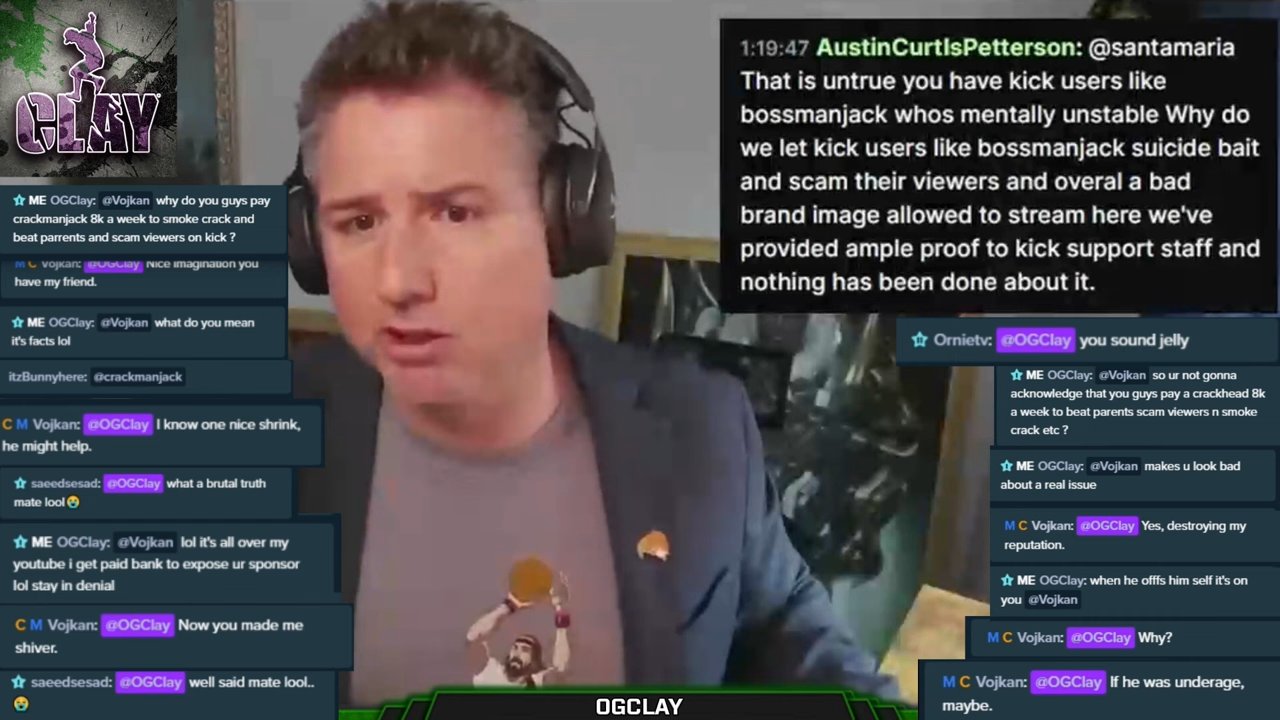 CLAY
1:19:47 AustinCurtIsPetterson: @santamaria
That is untrue you have kick users like
bossmanjack whos mentally unstable Why do
we let kick users like bossmanjack suicide bait
and scam their viewers and overal a bad
brand image allowed to stream here we've
provided ample proof to kick support staff and
nothing has been done about it.
ME OGClay: @Vojkan why do you guys pay
crackmanjack 8k a week to smoke crack and
beat parrents and scam viewers on kick ?
M C Vojkan: @OGClay Nice imagination you
have my friend.
ME OGClay: @Vojkan what do you mean
it's facts lol
itzBunnyhere: @crackmanjack
C M Vojkan: @OGClay I know one nice shrink,
he might help.
saeedsesad: @OGClay what a brutal truth
mate lool😭
ME OGClay: @Vojkan lol it's all over my
youtube i get paid bank to expose ur sponsor
lol stay in denial
C M Vojkan: @OGClay Now you made me
shiver.
saeedsesad: @OGClay well said mate lool..
😭
Ornietv: @OGClay you sound jelly
ME OGClay: @Vojkan so ur not gonna
acknowledge that you guys pay a crackhead 8k
a week to beat parents scam viewers n smoke
crack etc ?
ME OGClay: @Vojkan makes u look bad
about a real issue
M C Vojkan: @OGClay Yes, destroying my
reputation.
ME OGClay: when he offfs him self it's on
you @Vojkan
M C Vojkan: @OGClay Why?
M C Vojkan: @OGClay If he was underage,
maybe.
OGCLAY